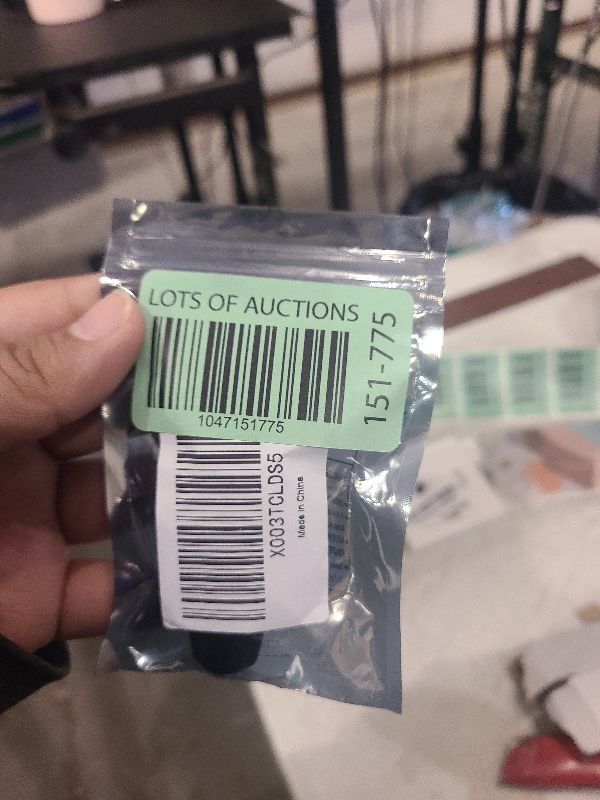 LOTS OF AUCTIONS
1047151775
151-775
X003TCLDS5
Made in China